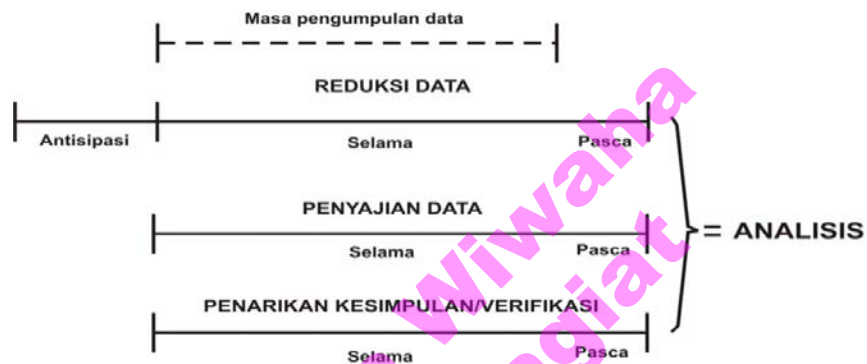 Masa pengumpulan data
REDUKSI DATA
Antisipasi Selama Pasca
PENYAJIAN DATA
Selama Pasca
= ANALISIS
PENARIKAN KESIMPULAN/VERIFIKASI
Selama Pasca
Wiwaha